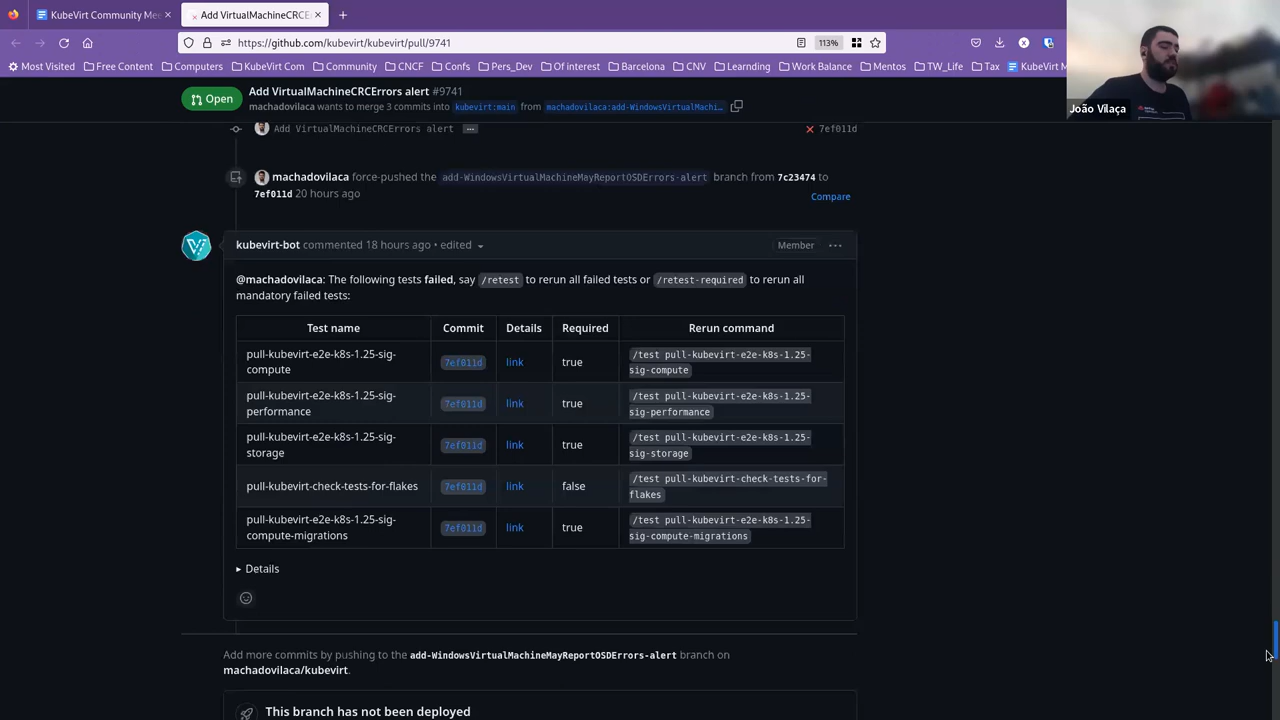 KubeVirt Community Mee
Add VirtualMachineCRCE
https://github.com/kubevirt/kubevirt/pull/9741
113%
Most Visited
Free Content
Computers
KubeVirt Com
Community
CNCF
Confs
Pers_Dev
Of interest
Barcelona
CNV
Learnding
Work Balance
Mentos
TW_Life
Tax
KubeVirt M
João Vilaça
Open
Add VirtualMachineCRCErrors alert #9741
machadovilaca wants to merge 3 commits into kubevirt:main from machadovilaca:add-WindowsVirtualMachi…
Add VirtualMachineCRCErrors alert
7ef011d
machadovilaca force-pushed the add-WindowsVirtualMachineMayReportOSDErrors-alert branch from 7c23474 to
7ef011d 20 hours ago
Compare
kubevirt-bot commented 18 hours ago • edited
Member
@machadovilaca: The following tests failed, say /retest to rerun all failed tests or /retest-required to rerun all
mandatory failed tests:
Test name
Commit
Details
Required
Rerun command
pull-kubevirt-e2e-k8s-1.25-sig-
compute
7ef011d
link
true
/test pull-kubevirt-e2e-k8s-1.25-
sig-compute
pull-kubevirt-e2e-k8s-1.25-sig-
performance
7ef011d
link
true
/test pull-kubevirt-e2e-k8s-1.25-
sig-performance
pull-kubevirt-e2e-k8s-1.25-sig-
storage
7ef011d
link
true
/test pull-kubevirt-e2e-k8s-1.25-
sig-storage
pull-kubevirt-check-tests-for-flakes
7ef011d
link
false
/test pull-kubevirt-check-tests-for-
flakes
pull-kubevirt-e2e-k8s-1.25-sig-
compute-migrations
7ef011d
link
true
/test pull-kubevirt-e2e-k8s-1.25-
sig-compute-migrations
Details
Add more commits by pushing to the add-WindowsVirtualMachineMayReportOSDErrors-alert branch on
machadovilaca/kubevirt.
This branch has not been deployed